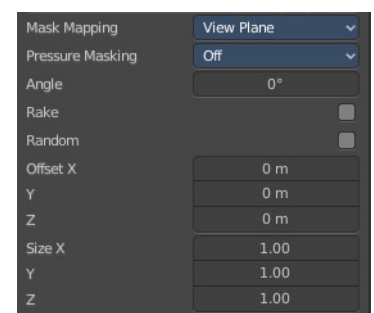 Mask Mapping View Plane
Pressure Masking Off
Angle 0°
Rake
Random
Offset X 0 m
Y 0 m
Z 0 m
Size X 1.00
Y 1.00
Z 1.00